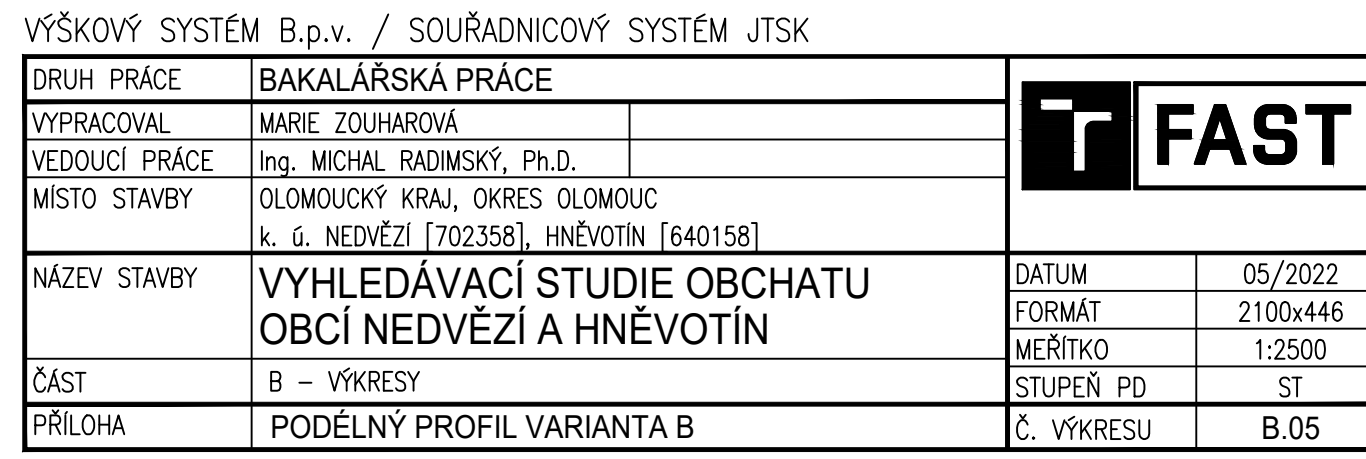 VÝŠKOVÝ SYSTÉM B.p.v. / SOUŘADNICOVÝ SYSTÉM JTSK
DRUH PRÁCE BAKALÁŘSKÁ PRÁCE
VYPRACOVAL MARIE ZOUHAROVÁ
VEDOUCÍ PRÁCE Ing. MICHAL RADIMSKÝ, Ph.D.
MÍSTO STAVBY OLOMOUCKÝ KRAJ, OKRES OLOMOUC
k. ú. NEDVĚZÍ [702358], HNĚVOTÍN [640158]
T FAST
NÁZEV STAVBY VYHLEDÁVACÍ STUDIE OBCHATU
OBCÍ NEDVĚZÍ A HNĚVOTÍN
DATUM 05/2022
FORMÁT 2100x446
MEŘÍTKO 1:2500
ČÁST B – VÝKRESY
STUPEŇ PD ST
PŘÍLOHA PODÉLNÝ PROFIL VARIANTA B
Č. VÝKRESU B.05